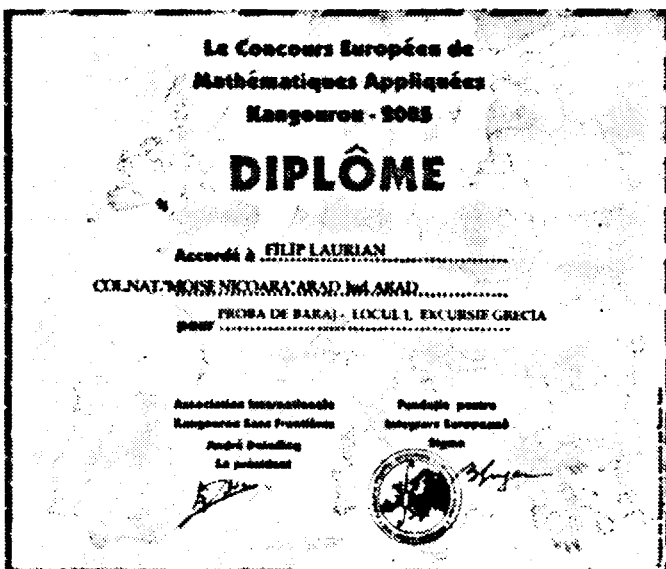 Le Concours Européen de
Mathématiques Appliquées
Kangourou - 2005
DIPLÔME
Accordé à FILIP LAURIAN
COL.NAT."MOISE NICOARA" ARAD Jud. ARAD
pour PROBA DE BARAJ - LOCUL I, EXCURSIE GRECIA
Association Internationale
Kangourou Sans Frontières
André Deledicq
Le président
Fundaţia pentru
Integrare Europeană
Sigma